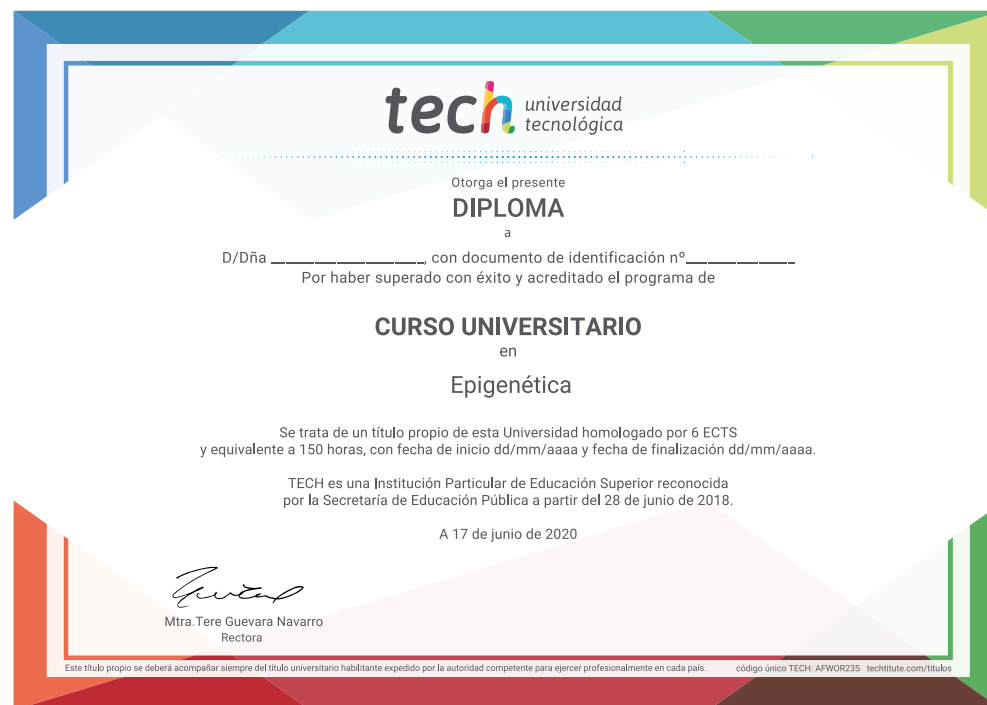 tech universidad
tecnológica
Otorga el presente
DIPLOMA
a
D/Dña ____________________, con documento de identificación nº______________
Por haber superado con éxito y acreditado el programa de
CURSO UNIVERSITARIO
en
Epigenética
Se trata de un título propio de esta Universidad homologado por 6 ECTS
y equivalente a 150 horas, con fecha de inicio dd/mm/aaaa y fecha de finalización dd/mm/aaaa.
TECH es una Institución Particular de Educación Superior reconocida
por la Secretaría de Educación Pública a partir del 28 de junio de 2018.
A 17 de junio de 2020
Mtra.Tere Guevara Navarro
Rectora
Este título propio se deberá acompañar siempre del título universitario habilitante expedido por la autoridad competente para ejercer profesionalmente en cada país. código único TECH: AFWOR23S techtitute.com/titulos